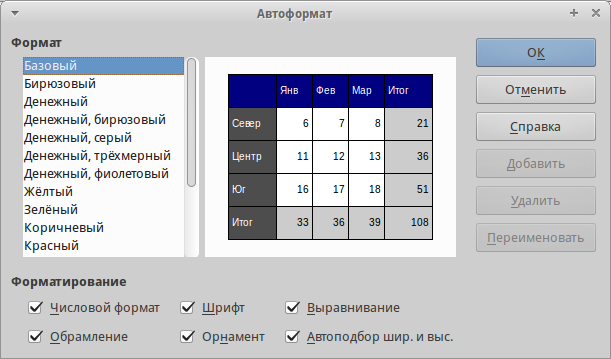 Автоформат
Формат
Базовый
Бирюзовый
Денежный
Денежный, бирюзовый
Денежный, серый
Денежный, трёхмерный
Денежный, фиолетовый
Жёлтый
Зелёный
Коричневый
Красный
Янв Фев Мар Итог
Север 6 7 8 21
Центр 11 12 13 36
Юг 16 17 18 51
Итог 33 36 39 108
ОК
Отменить
Справка
Добавить
Удалить
Переименовать
Форматирование
Числовой формат Шрифт Выравнивание
Обрамление Орнамент Автоподбор шир. и выс.